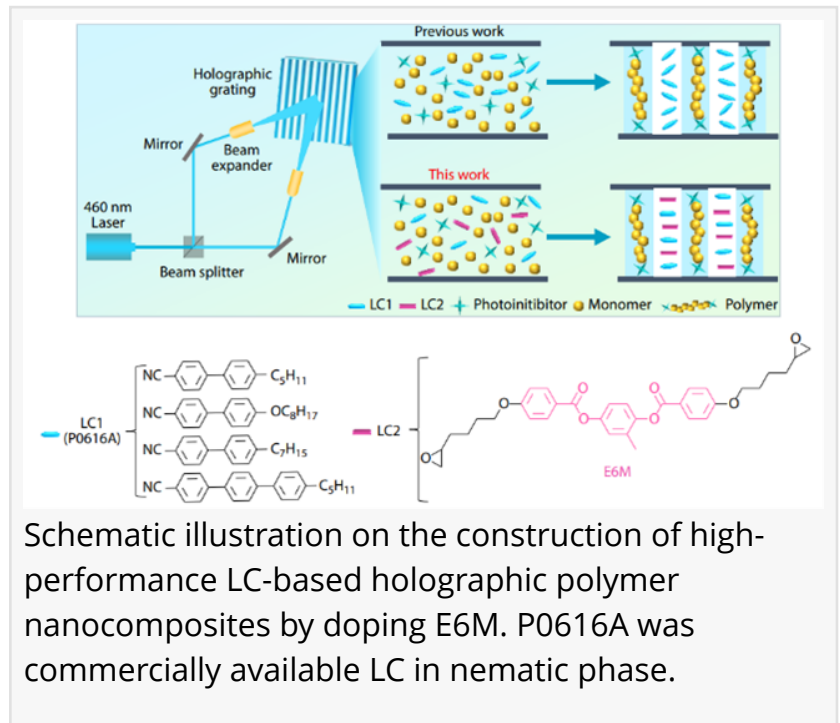 Previous work
Holographic
grating
Mirror
Beam
expander
This work
460 nm
Laser
Beam splitter
Mirror
LC1 LC2 Photoinitibitor Monomer Polymer
LC1
(P0616A)
NC C₅H₁₁
NC OC₈H₁₇
NC C₇H₁₅
NC C₅H₁₁
LC2
O
O
O
O
O
O
O
O
E6M
Schematic illustration on the construction of high-
performance LC-based holographic polymer
nanocomposites by doping E6M. P0616A was
commercially available LC in nematic phase.